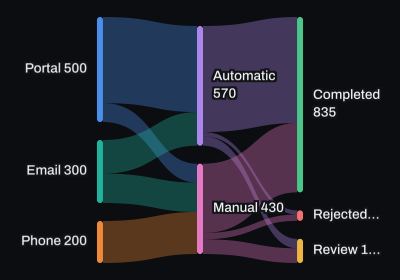 Portal 500
Automatic
570
Completed
835
Email 300
Manual 430
Rejected…
Phone 200
Review 1…